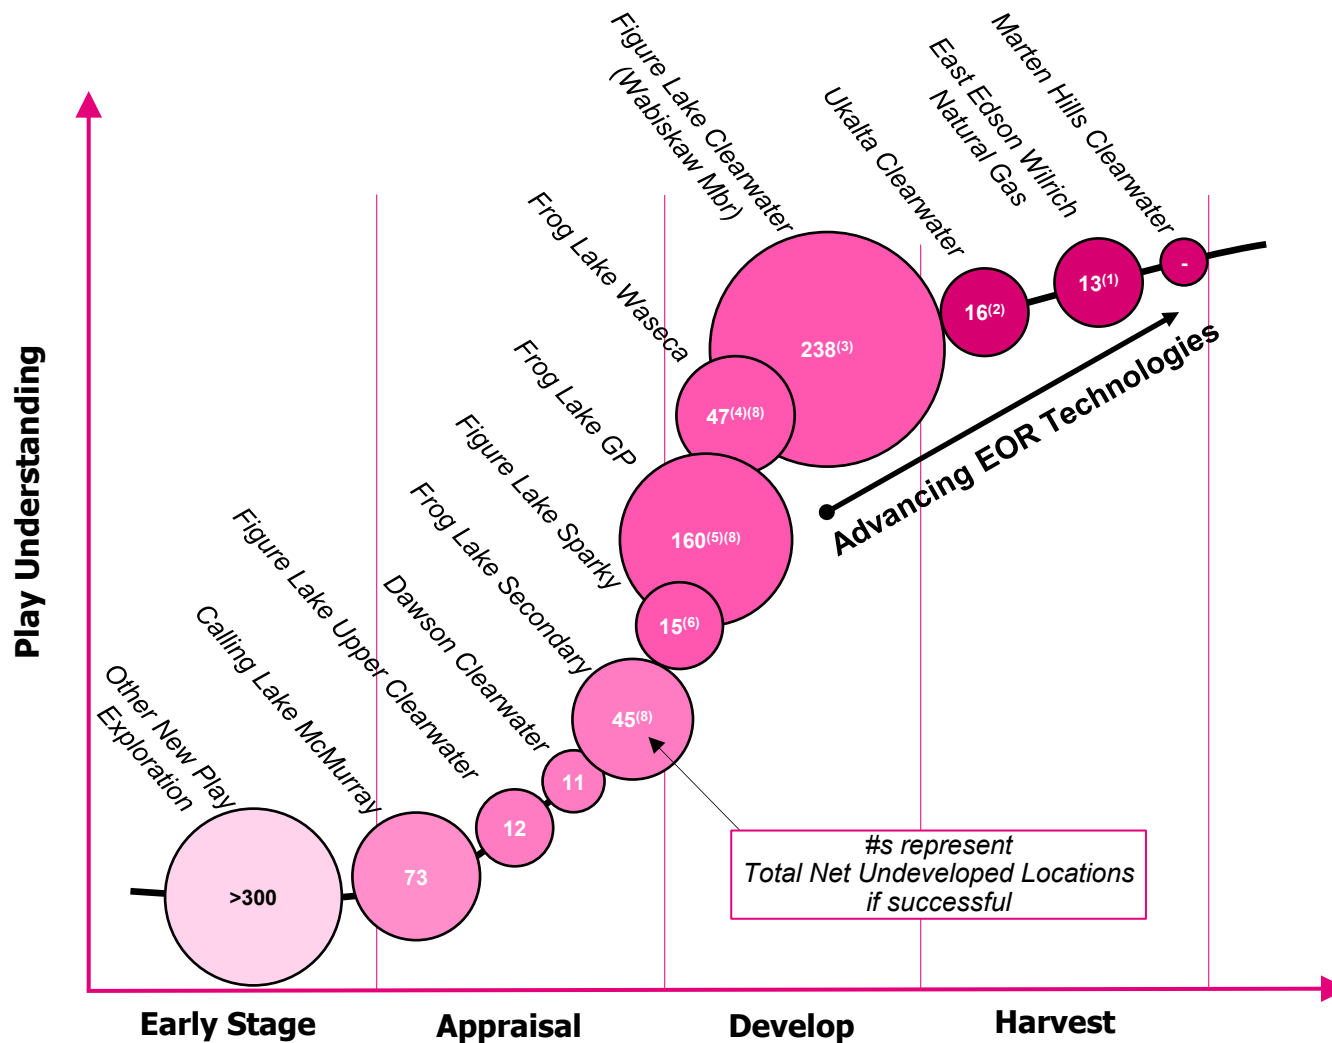 Play Understanding
Other New Play
Exploration
Calling Lake McMurray
Figure Lake Upper Clearwater
Dawson Clearwater
Frog Lake Secondary
Figure Lake Sparky
Frog Lake GP
Frog Lake Waseca
Figure Lake Clearwater
(Wabiskaw Mbr)
Ukalta Clearwater
East Edson Wilrich
Natural Gas
Marten Hills Clearwater
>300
73
12
11
45(8)
15(6)
160(5)(8)
47(4)(8)
238(3)
16(2)
13(1)
-
Advancing EOR Technologies
#s represent
Total Net Undeveloped Locations
if successful
Early Stage
Appraisal
Develop
Harvest